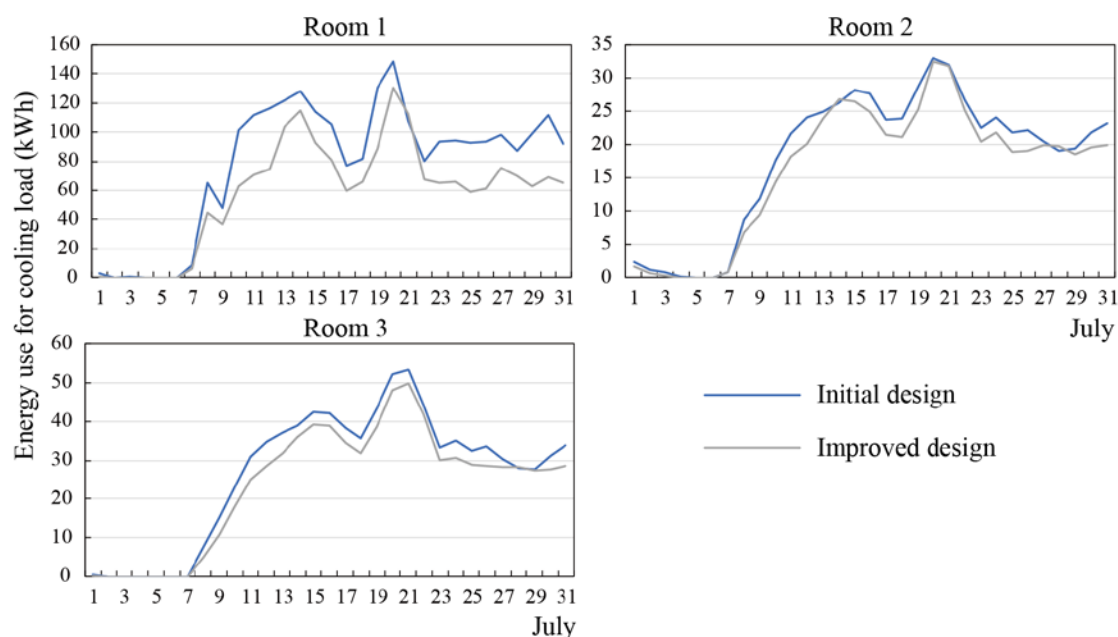 Room 1
Room 2
Energy use for cooling load (kWh)
160
140
120
100
80
60
40
20
0
1 3 5 7 9 11 13 15 17 19 21 23 25 27 29 31
35
30
25
20
15
10
5
0
1 3 5 7 9 11 13 15 17 19 21 23 25 27 29 31
July
Room 3
60
50
40
30
20
10
0
1 3 5 7 9 11 13 15 17 19 21 23 25 27 29 31
July
Initial design
Improved design